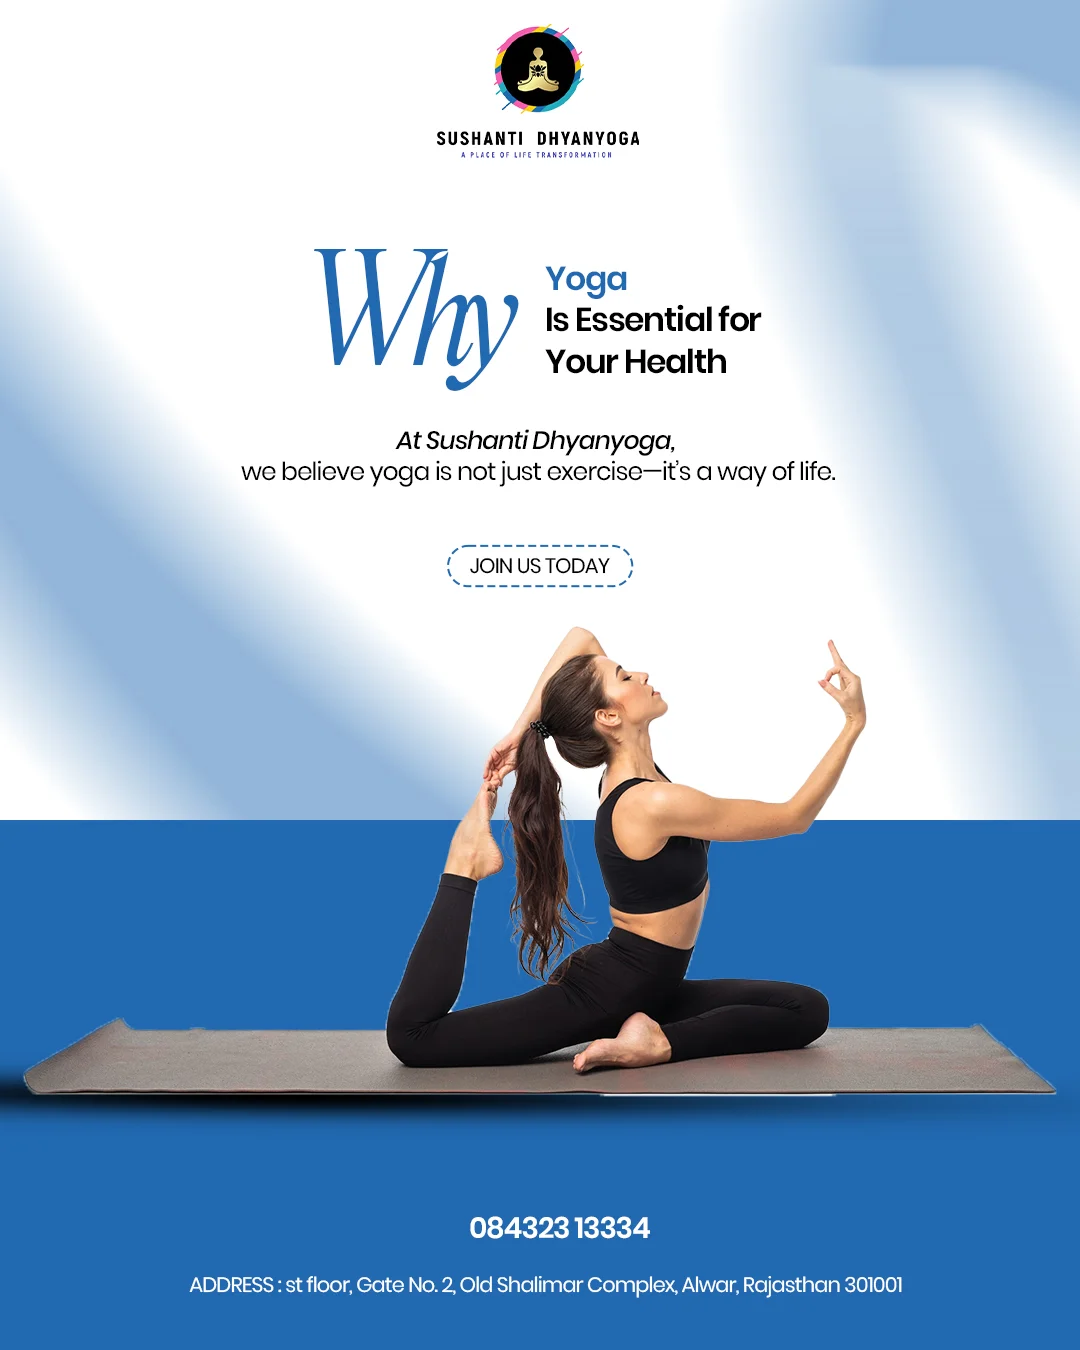 SUSHANTI DHYANYOGA
A PLACE OF LIFE TRANSFORMATION
Why
Yoga
Is Essential for
Your Health
At Sushanti Dhyanyoga,
we believe yoga is not just exercise—it's a way of life.
JOIN US TODAY
084323 13334
ADDRESS : st floor, Gate No. 2, Old Shalimar Complex, Alwar, Rajasthan 301001